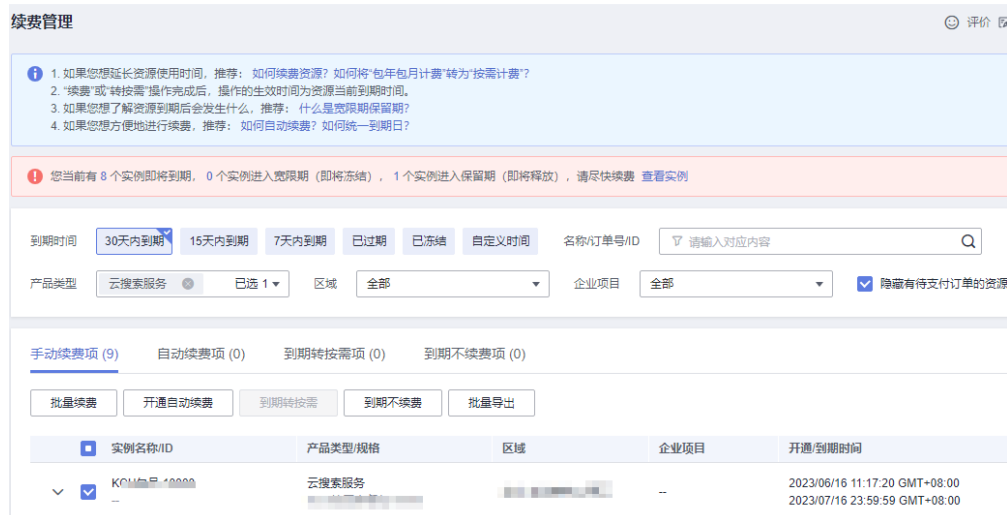 续费管理
评价
1. 如果您想延长资源使用时间，推荐： 如何续费资源？如何将“包年包月计费”转为“按需计费”？
2. “续费”或“转按需”操作完成后，操作的生效时间为资源当前到期时间。
3. 如果您想了解资源到期后会发生什么，推荐： 什么是宽限期保留期？
4. 如果您想方便地进行续费，推荐： 如何自动续费？如何统一到期日？
您当前有 8 个实例即将到期， 0 个实例进入宽限期（即将冻结）， 1 个实例进入保留期（即将释放），请尽快续费 查看实例
到期时间 30天内到期 15天内到期 7天内到期 已过期 已冻结 自定义时间 名称/订单号/ID 请输入对应内容
产品类型 云搜索服务 已选 1 区域 全部 企业项目 全部 隐藏有待支付订单的资源
手动续费项 (9) 自动续费项 (0) 到期转按需项 (0) 到期不续费项 (0)
批量续费 开通自动续费 到期转按需 到期不续费 批量导出
实例名称/ID 产品类型/规格 区域 企业项目 开通/到期时间
云搜索服务 -- 2023/06/16 11:17:20 GMT+08:00
-- 2023/07/16 23:59:59 GMT+08:00